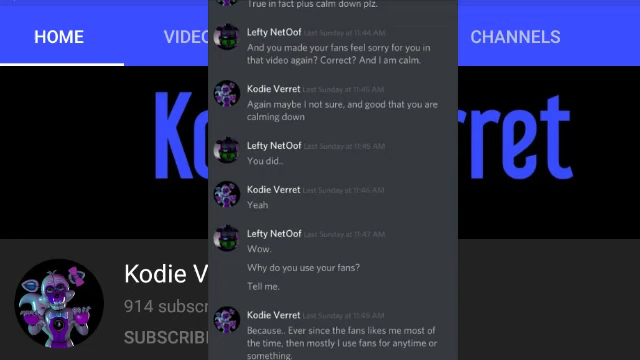 True in fact plus calm down plz.
HOME
VIDEO
CHANNELS
Lefty NetOof Last Sunday at 11:44 AM
And you made your fans feel sorry for you in
that video again? Correct? And I am calm.
Kodie Verret Last Sunday at 11:45 AM
Again maybe I not sure, and good that you are
calming down
Lefty NetOof Last Sunday at 11:46 AM
You did..
Kodie Verret Last Sunday at 11:46 AM
Yeah
Lefty NetOof Last Sunday at 11:47 AM
Wow.
Why do you use your fans?
Tell me.
Kodie Verret Last Sunday at 11:49 AM
Because.. Ever since the fans likes me most of
the time, then mostly I use fans for anytime or
something.
Ko rret
Kodie V
914 subscr
SUBSCRIBE